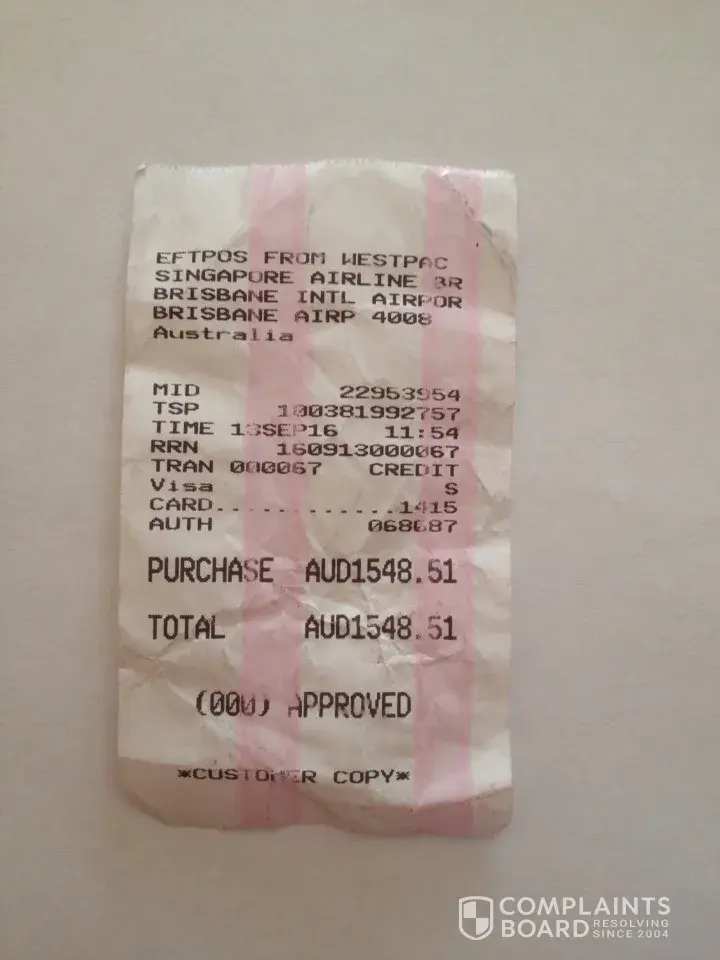 EFTPOS FROM WESTPAC
SINGAPORE AIRLINE BR
BRISBANE INTL AIRPOR
BRISBANE AIRP 4008
Australia
MID 22953954
TSP 100381992757
TIME 13SEP16 11:54
RRN 160913000067
TRAN 000067 CREDIT
Visa S
CARD............1415
AUTH 068687
PURCHASE AUD1548.51
TOTAL AUD1548.51
(000) APPROVED
*CUSTOMER COPY*
COMPLAINTS
BOARD RESOLVING
SINCE 2004